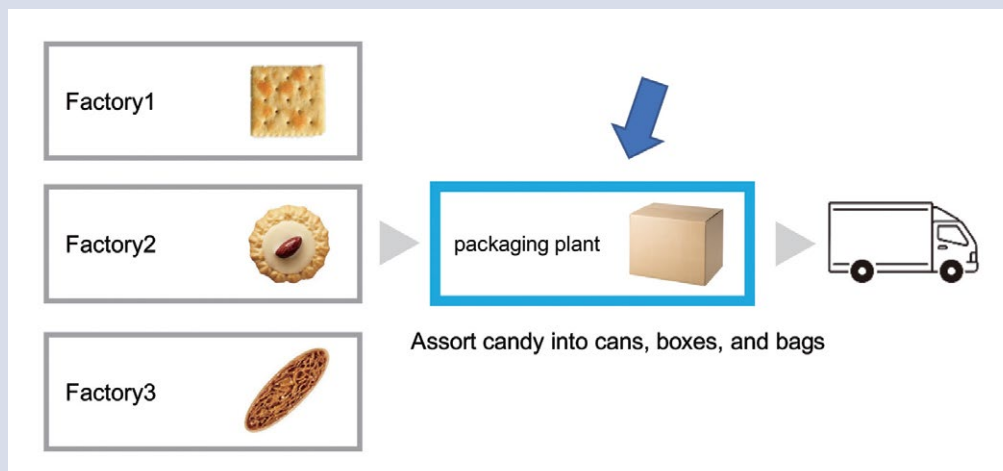 Factory1
Factory2
Factory3
packaging plant
Assort candy into cans, boxes, and bags